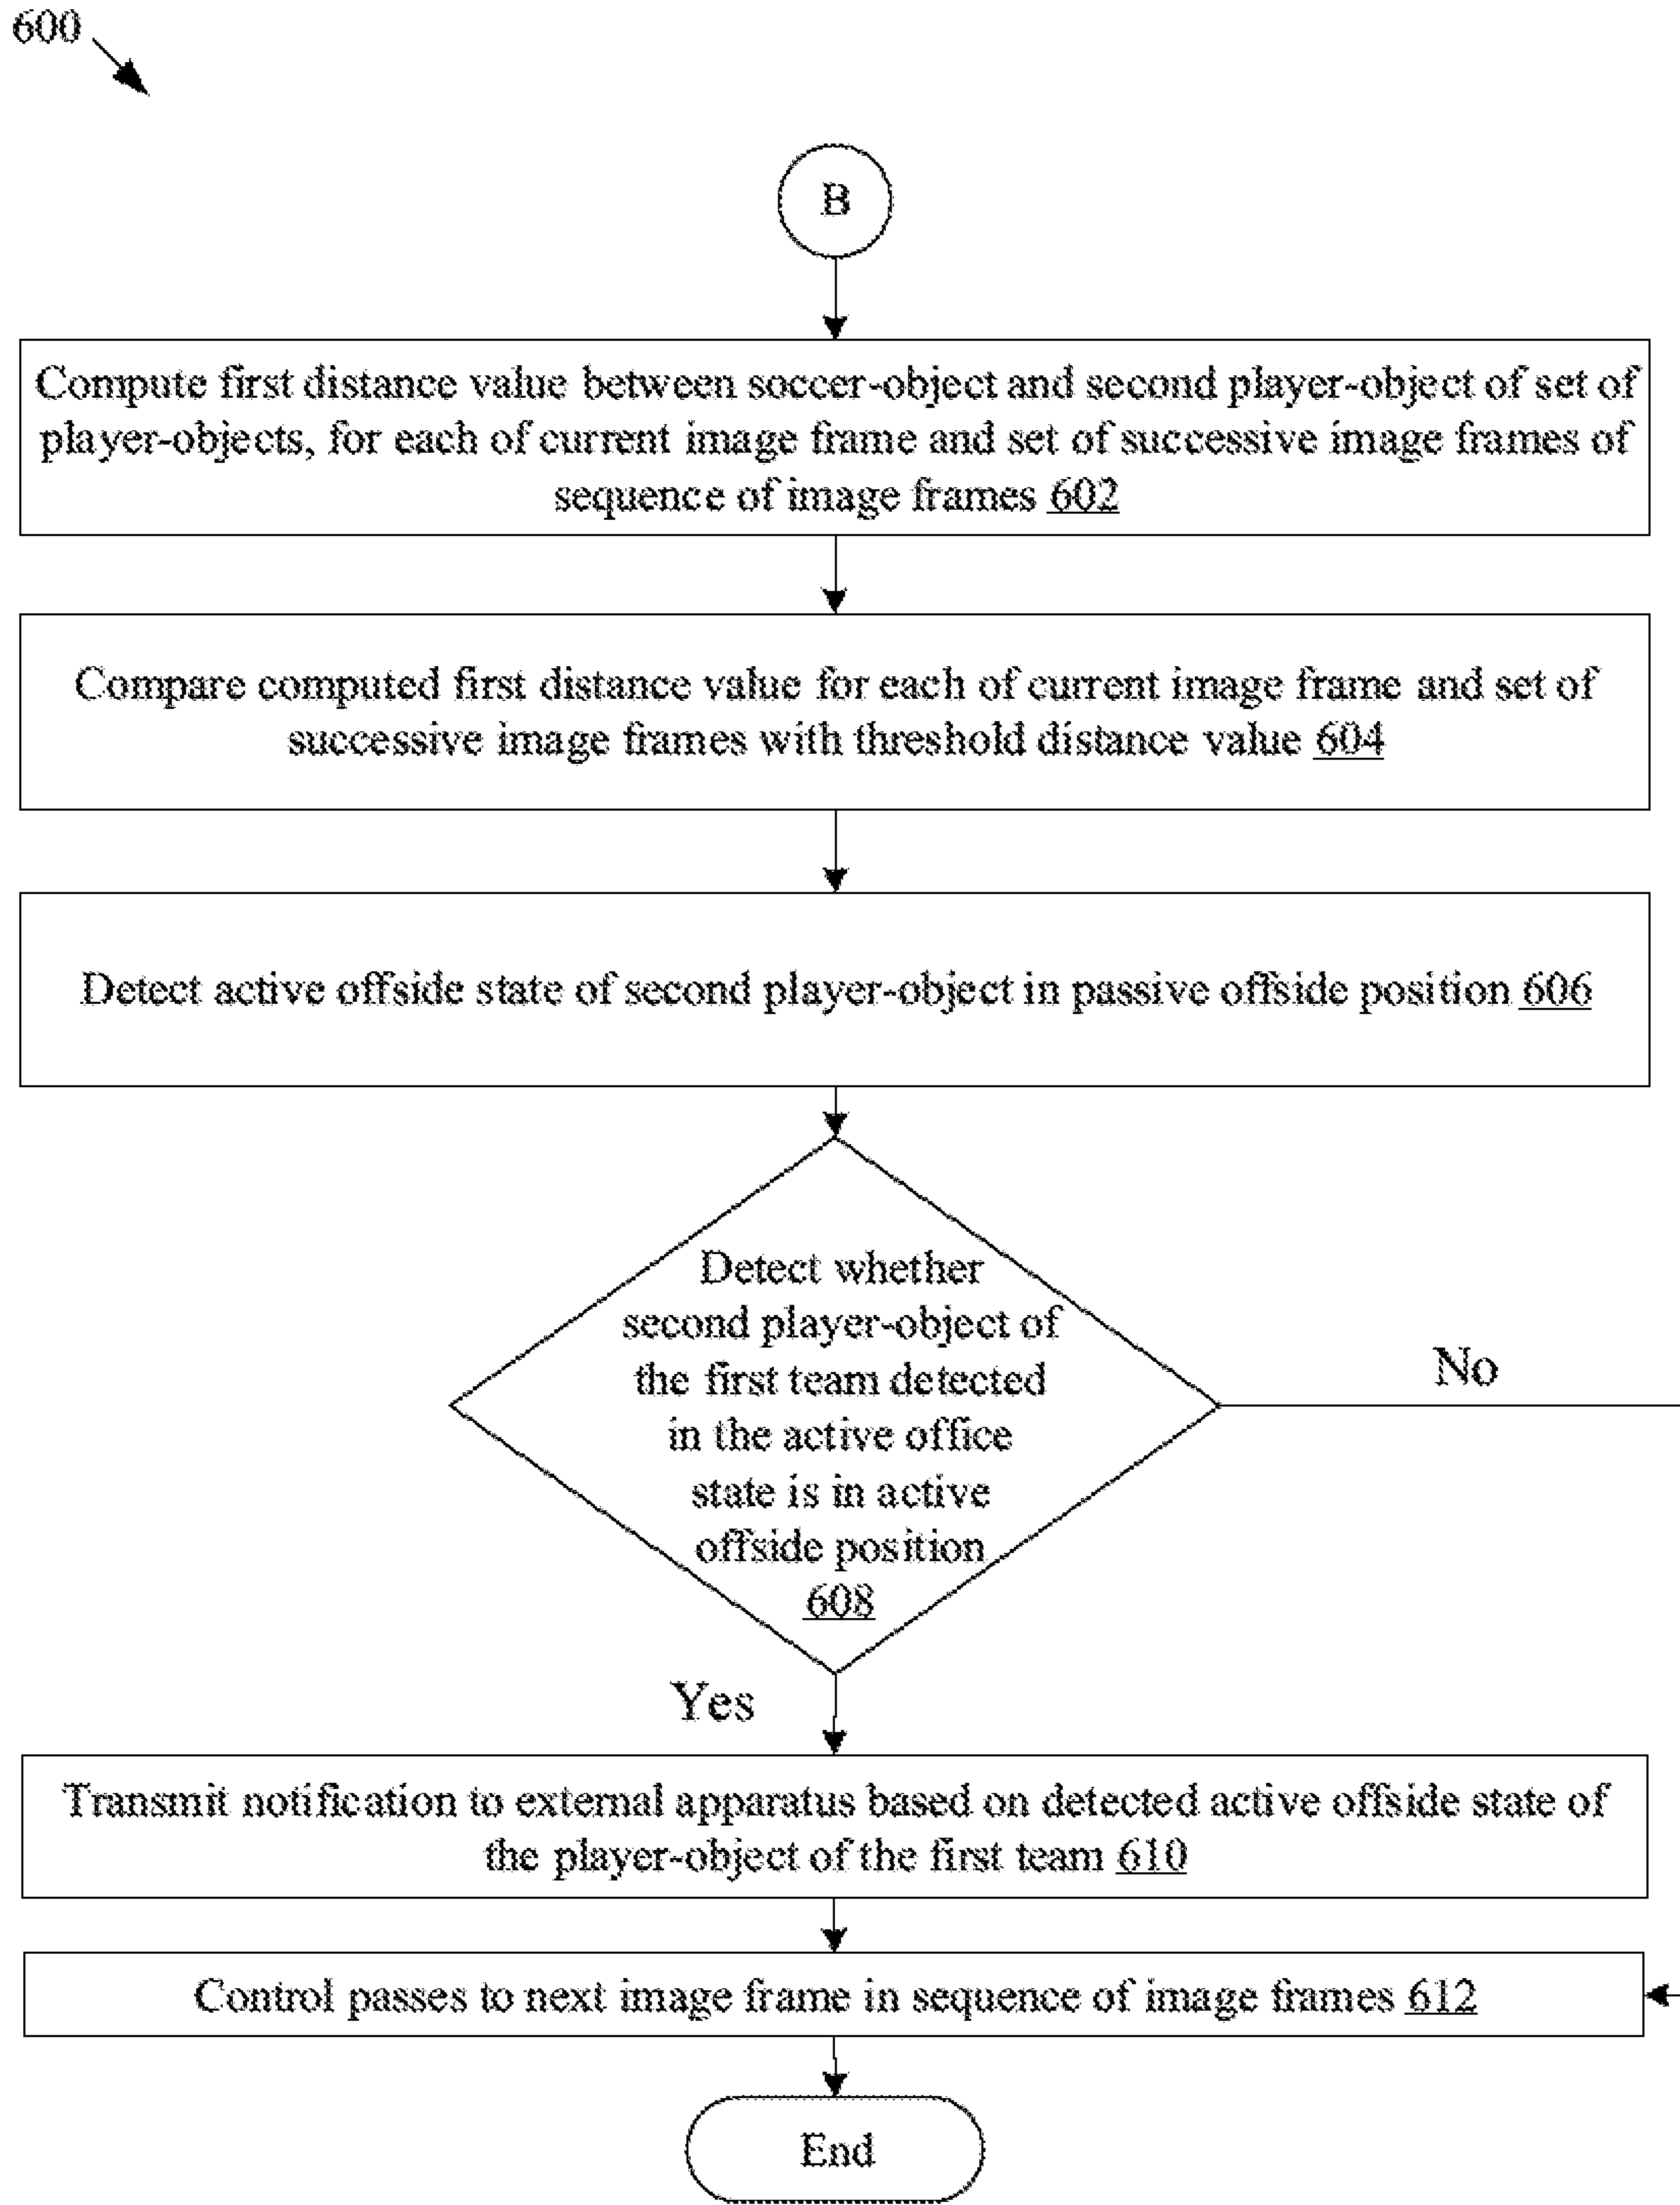 600
B
Compute first distance value between soccer-object and second player-object of set of
player-objects, for each of current image frame and set of successive image frames of
sequence of image frames 602
Compare computed first distance value for each of current image frame and set of
successive image frames with threshold distance value 604
Detect active offside state of second player-object in passive offside position 606
Detect whether
second player-object of
the first team detected
in the active office
state is in active
offside position
608
No
Yes
Transmit notification to external apparatus based on detected active offside state of
the player-object of the first team 610
Control passes to next image frame in sequence of image frames 612
End